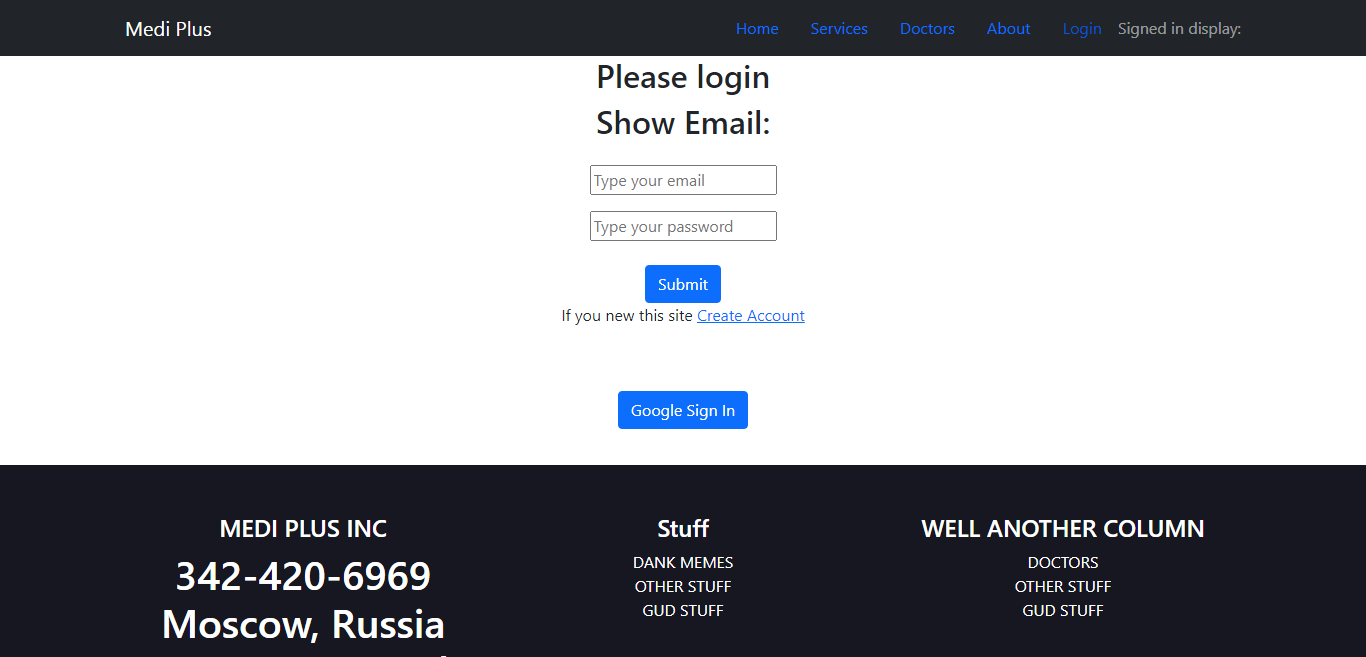 Medi Plus Home Services Doctors About Login Signed in display:
Please login
Show Email:
Type your email
Type your password
Submit
If you new this site Create Account
Google Sign In
MEDI PLUS INC
342-420-6969
Moscow, Russia
Stuff
DANK MEMES
OTHER STUFF
GUD STUFF
WELL ANOTHER COLUMN
DOCTORS
OTHER STUFF
GUD STUFF